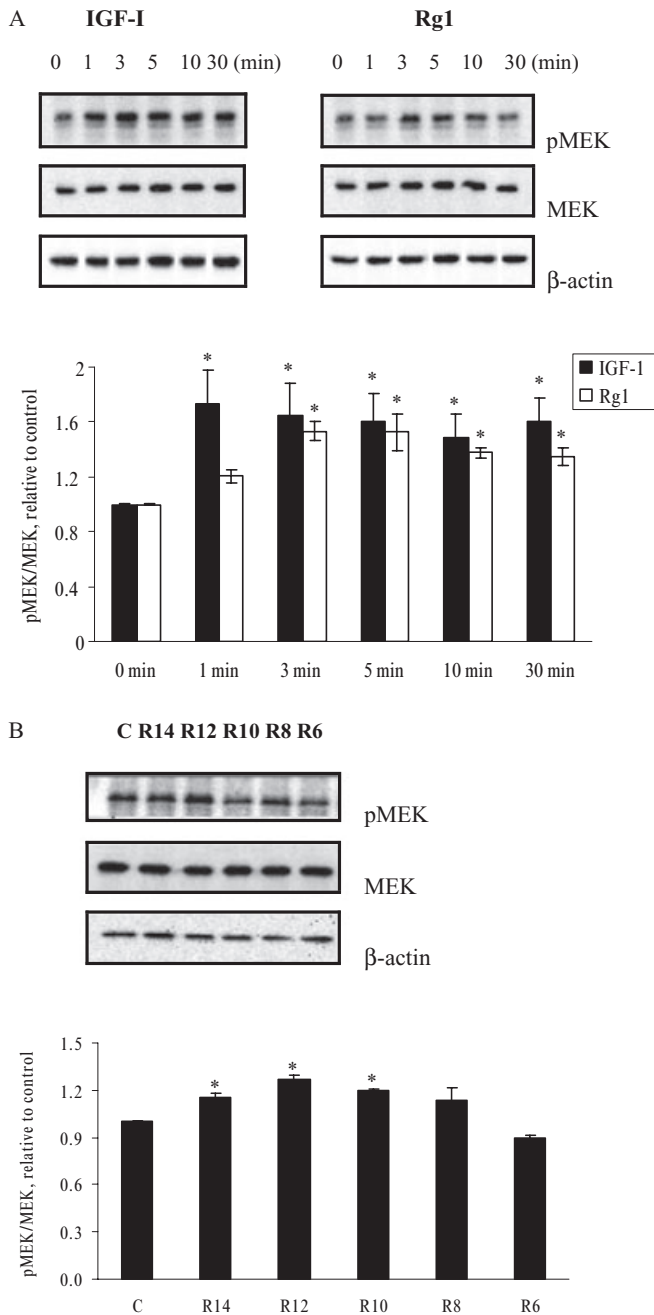 A IGF-I Rg1
0 1 3 5 10 30 (min) 0 1 3 5 10 30 (min)
pMEK
MEK
β-actin
pMEK/MEK, relative to control
2
1.6
1.2
0.8
0.4
0
* * * * * * * * *
IGF-1
Rg1
0 min 1 min 3 min 5 min 10 min 30 min
B C R14 R12 R10 R8 R6
pMEK
MEK
β-actin
pMEK/MEK, relative to control
1.5
1.2
0.9
0.6
0.3
0.0
* * *
C R14 R12 R10 R8 R6